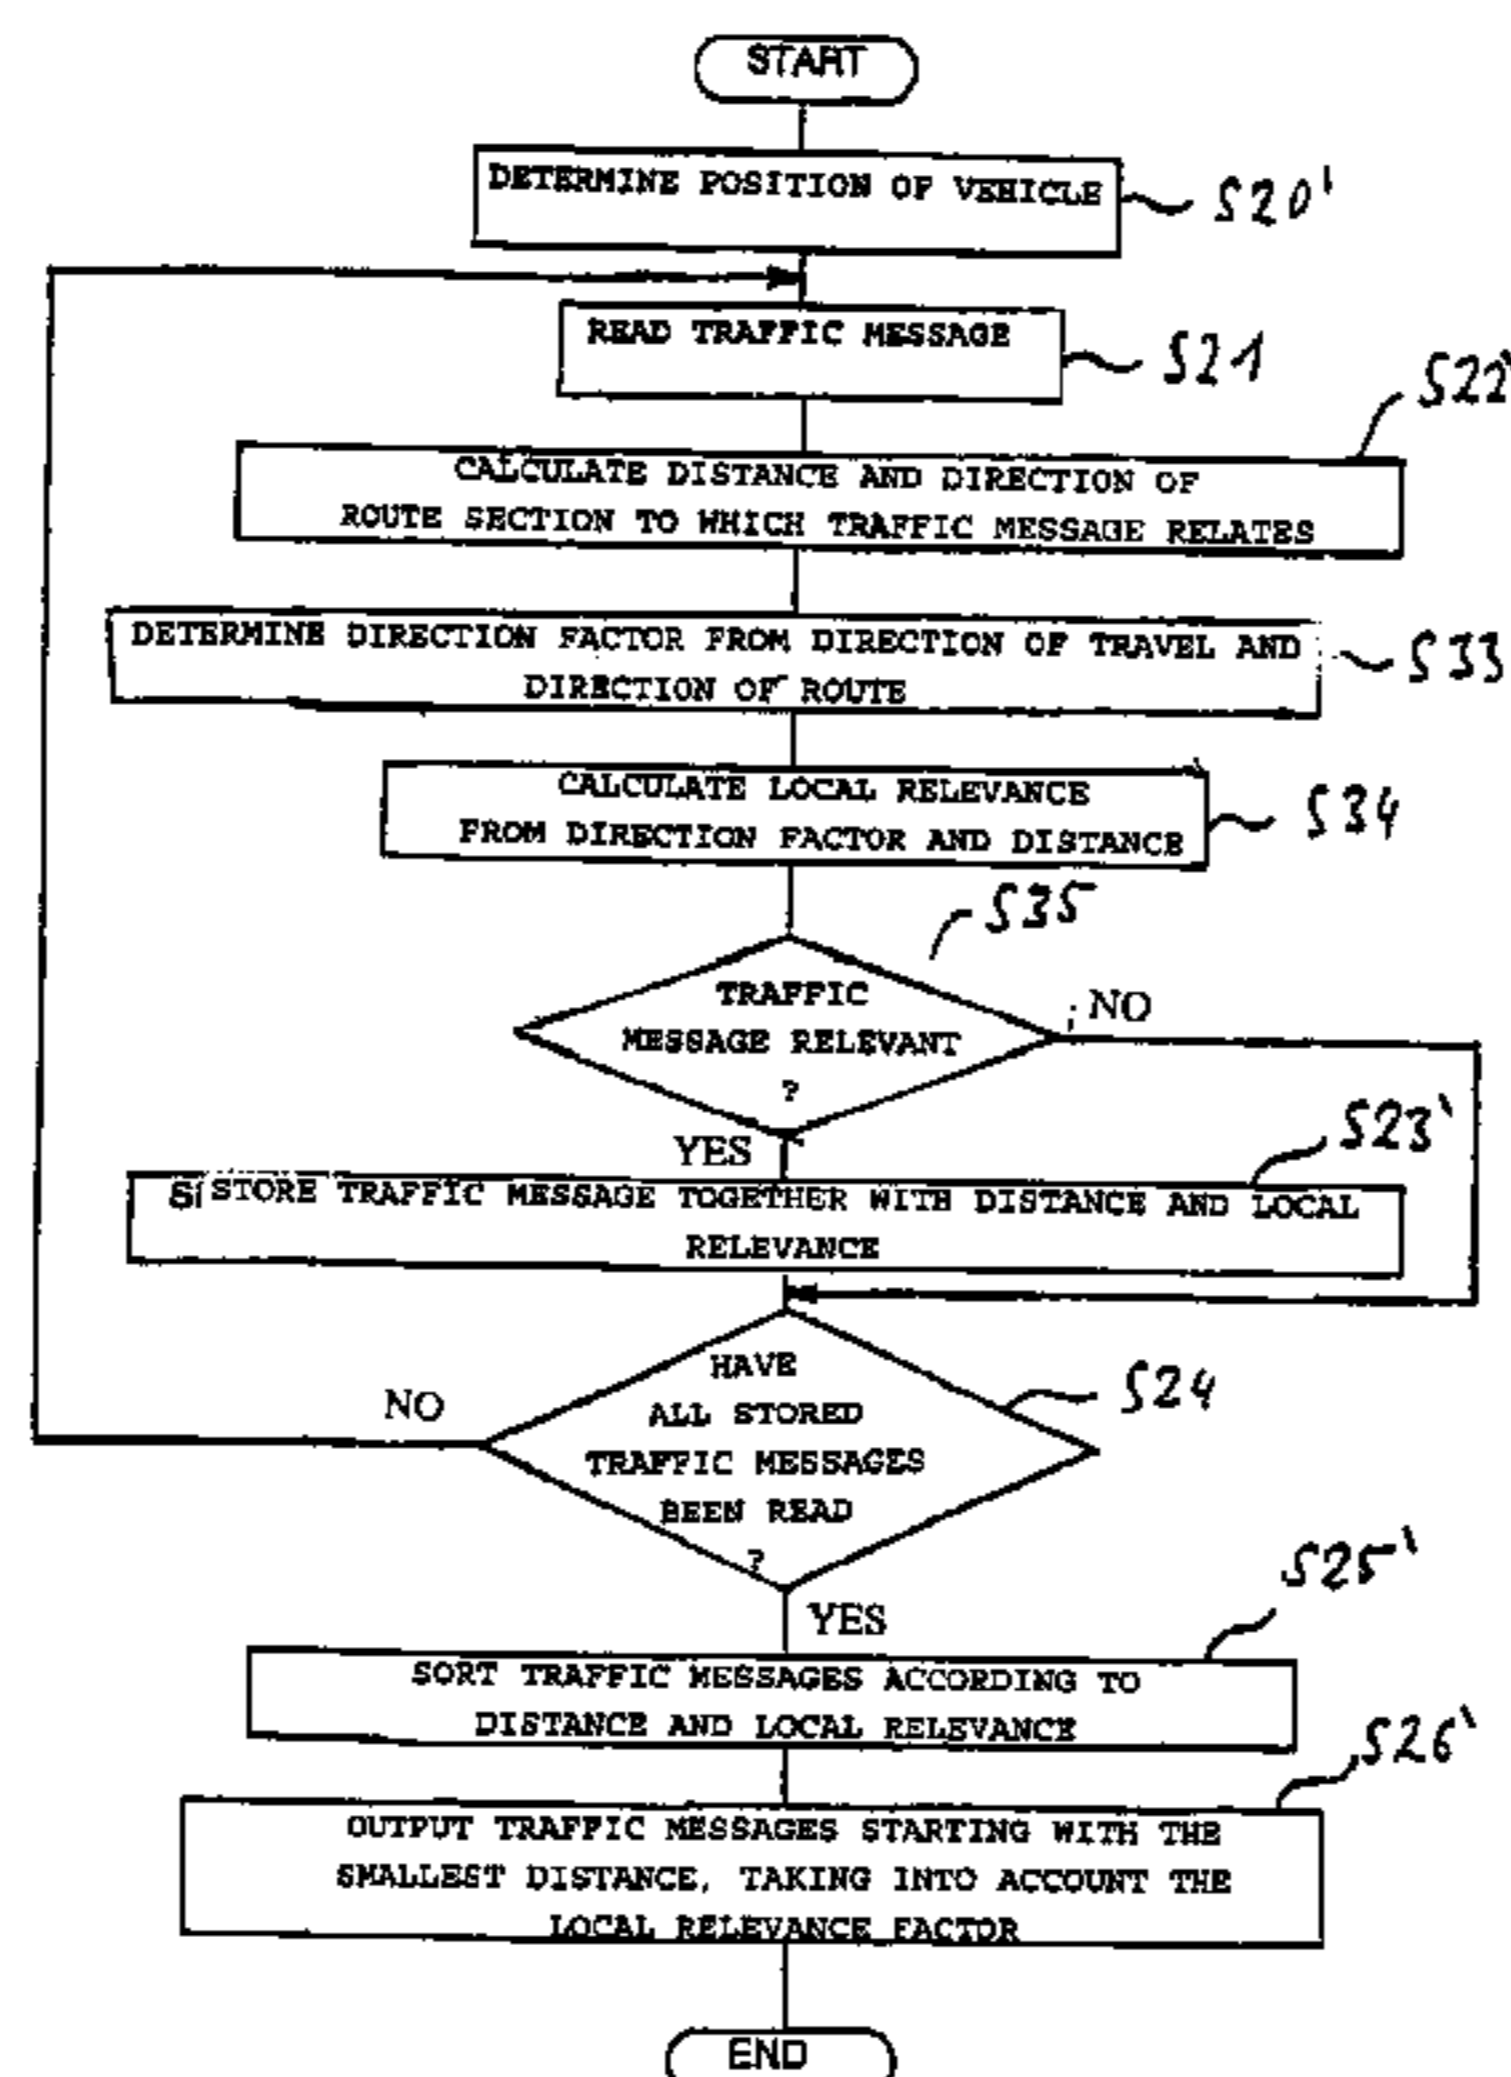 START
DETERMINE POSITION OF VEHICLE
S20'
READ TRAFFIC MESSAGE
S21
S22'
CALCULATE DISTANCE AND DIRECTION OF
ROUTE SECTION TO WHICH TRAFFIC MESSAGE RELATES
DETERMINE DIRECTION FACTOR FROM DIRECTION OF TRAVEL AND
DIRECTION OF ROUTE
S33
CALCULATE LOCAL RELEVANCE
FROM DIRECTION FACTOR AND DISTANCE
S34
S35
TRAFFIC
MESSAGE RELEVANT
?
NO
YES
S23'
STORE TRAFFIC MESSAGE TOGETHER WITH DISTANCE AND LOCAL
RELEVANCE
HAVE
ALL STORED
TRAFFIC MESSAGES
BEEN READ
?
S24
NO
YES
S25'
SORT TRAFFIC MESSAGES ACCORDING TO
DISTANCE AND LOCAL RELEVANCE
S26'
OUTPUT TRAFFIC MESSAGES STARTING WITH THE
SMALLEST DISTANCE, TAKING INTO ACCOUNT THE
LOCAL RELEVANCE FACTOR
END